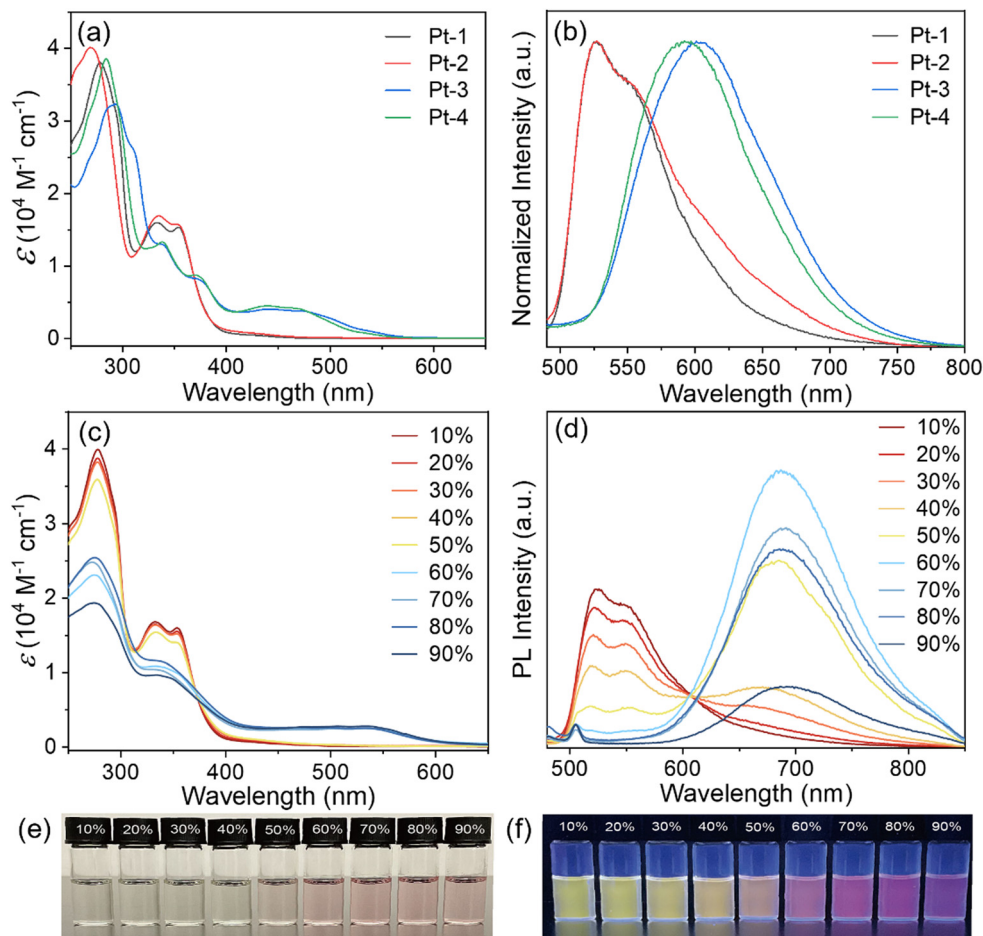 (a)
Pt-1
Pt-2
Pt-3
Pt-4
4
3
2
1
0
300 400 500 600
Wavelength (nm)
ε (10⁴ M⁻¹ cm⁻¹)
(b)
Pt-1
Pt-2
Pt-3
Pt-4
500 550 600 650 700 750 800
Wavelength (nm)
Normalized Intensity (a.u.)
(c)
10%
20%
30%
40%
50%
60%
70%
80%
90%
4
3
2
1
0
300 400 500 600
Wavelength (nm)
ε (10⁴ M⁻¹ cm⁻¹)
(d)
10%
20%
30%
40%
50%
60%
70%
80%
90%
500 600 700 800
Wavelength (nm)
PL Intensity (a.u.)
(e)
10% 20% 30% 40% 50% 60% 70% 80% 90%
(f)
10% 20% 30% 40% 50% 60% 70% 80% 90%